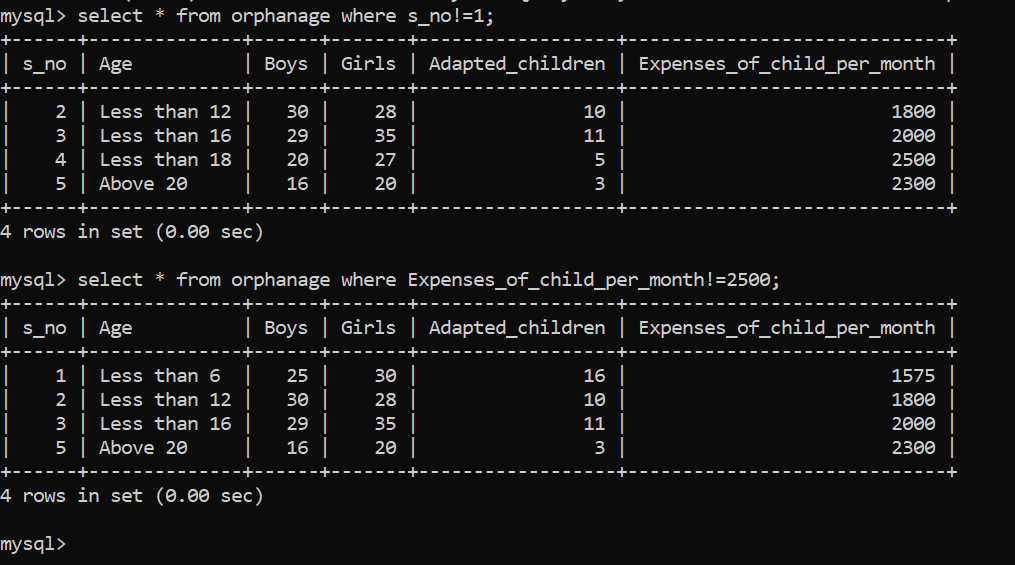 mysql> select * from orphanage where s_no!=1;
+------+--------------+------+-------+------------------+-----------------------------+
| s_no | Age          | Boys | Girls | Adapted_children | Expenses_of_child_per_month |
+------+--------------+------+-------+------------------+-----------------------------+
|    2 | Less than 12 |   30 |    28 |               10 |                        1800 |
|    3 | Less than 16 |   29 |    35 |               11 |                        2000 |
|    4 | Less than 18 |   20 |    27 |                5 |                        2500 |
|    5 | Above 20     |   16 |    20 |                3 |                        2300 |
+------+--------------+------+-------+------------------+-----------------------------+
4 rows in set (0.00 sec)

mysql> select * from orphanage where Expenses_of_child_per_month!=2500;
+------+--------------+------+-------+------------------+-----------------------------+
| s_no | Age          | Boys | Girls | Adapted_children | Expenses_of_child_per_month |
+------+--------------+------+-------+------------------+-----------------------------+
|    1 | Less than 6  |   25 |    30 |               16 |                        1575 |
|    2 | Less than 12 |   30 |    28 |               10 |                        1800 |
|    3 | Less than 16 |   29 |    35 |               11 |                        2000 |
|    5 | Above 20     |   16 |    20 |                3 |                        2300 |
+------+--------------+------+-------+------------------+-----------------------------+
4 rows in set (0.00 sec)

mysql>